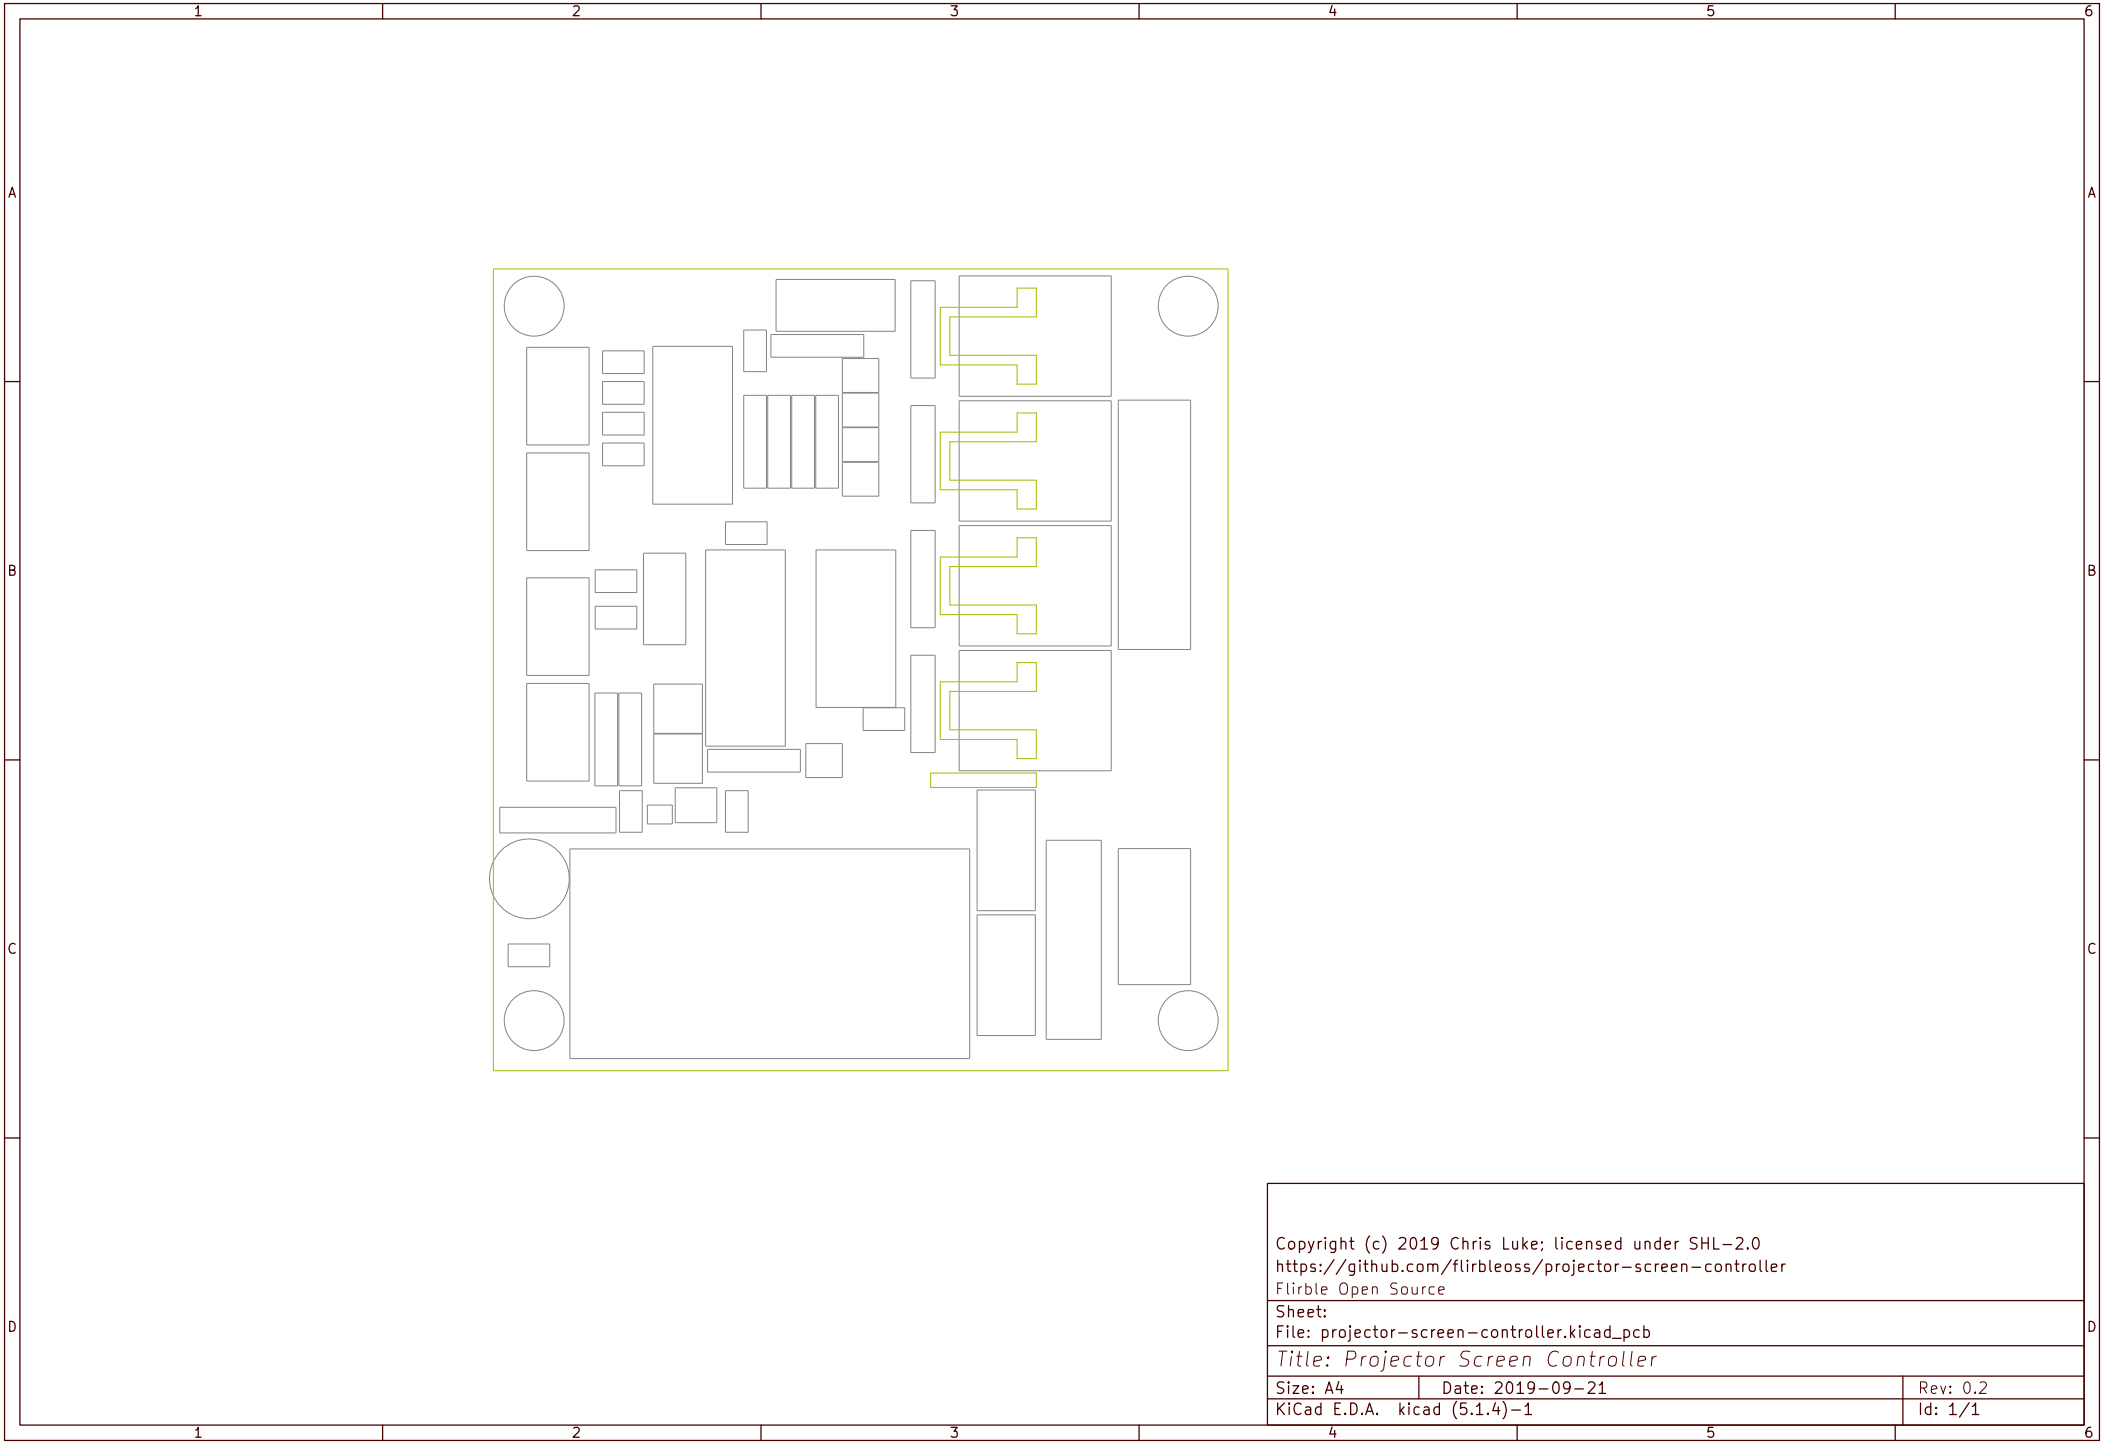 1 2 3 4 5 6
A A
B B
C C
D D
Copyright (c) 2019 Chris Luke; licensed under SHL-2.0
https://github.com/flirbleoss/projector-screen-controller
Flirble Open Source
Sheet:
File: projector-screen-controller.kicad_pcb
Title: Projector Screen Controller
Size: A4 Date: 2019-09-21 Rev: 0.2
KiCad E.D.A. kicad (5.1.4)-1 Id: 1/1
1 2 3 4 5 6